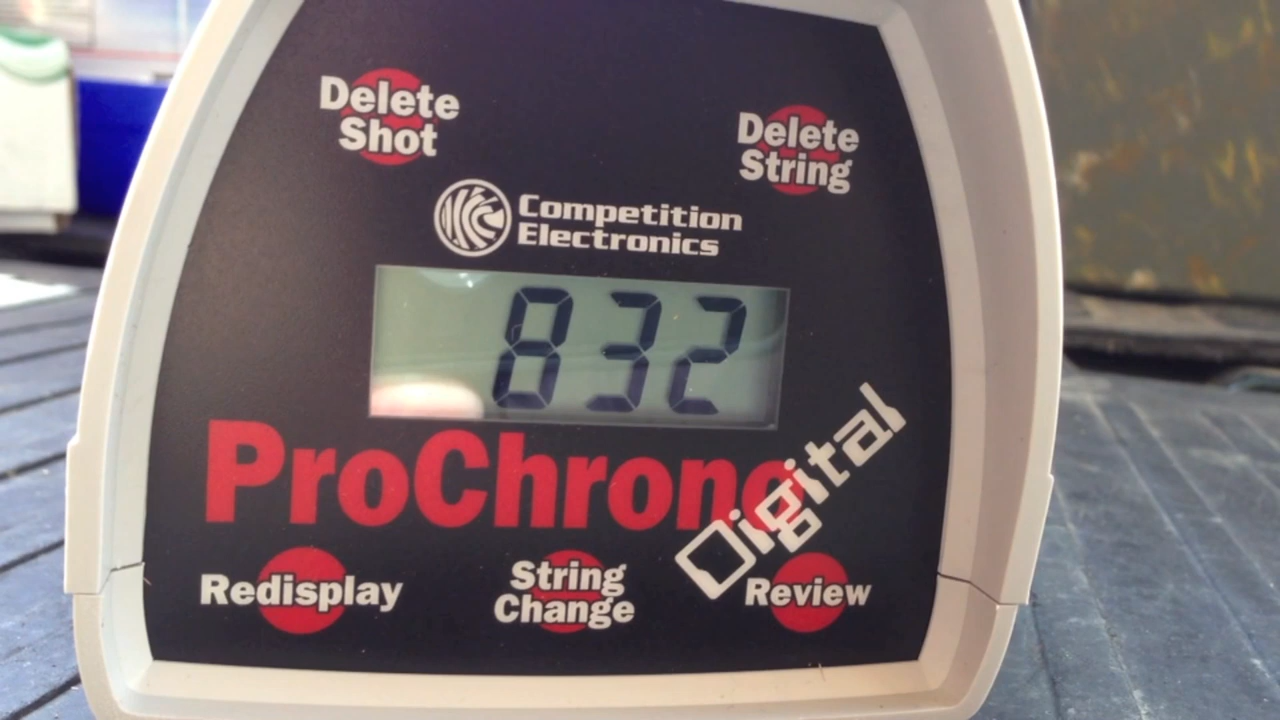 Delete
Shot
Delete
String
Competition
Electronics
832
ProChrono
Digital
Redisplay
String
Change
Review